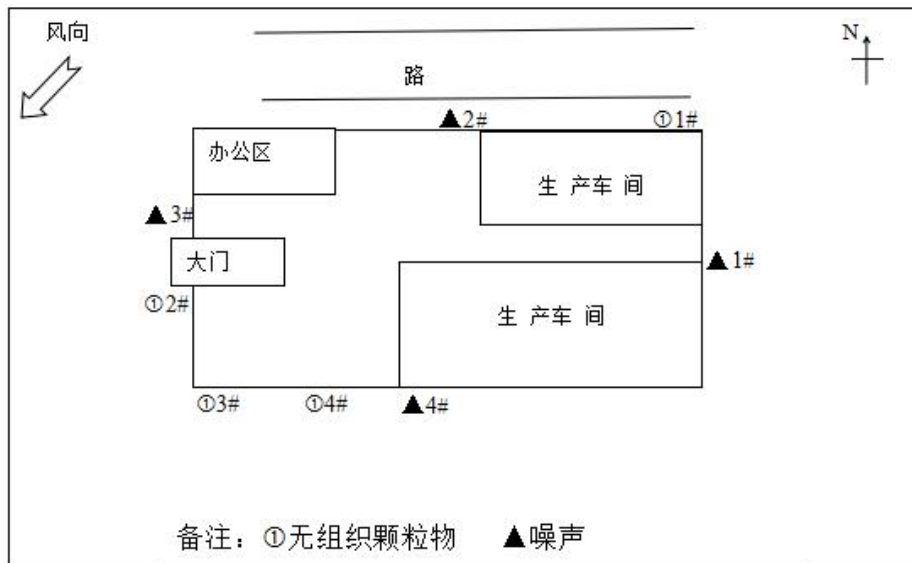 风向
N
路
▲2#
①1#
办公区
生 产车 间
▲3#
大门
▲1#
①2#
生 产车 间
①3#
①4#
▲4#
备注：①无组织颗粒物 ▲噪声